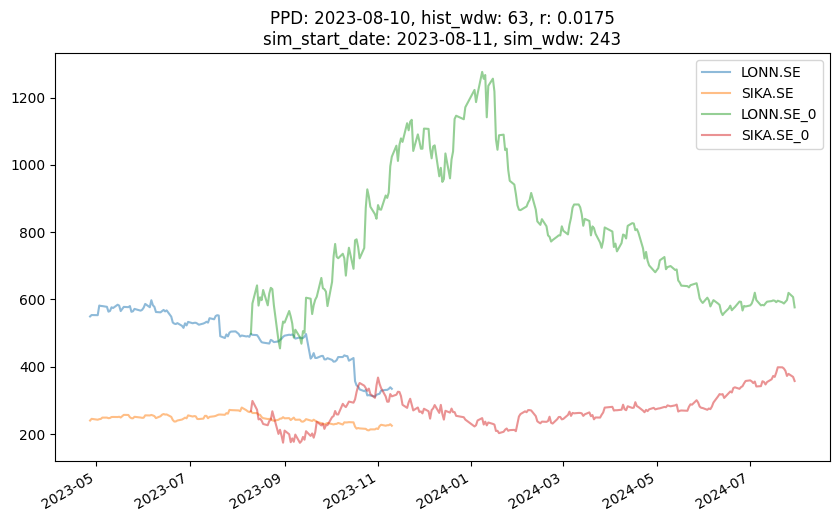 PPD: 2023-08-10, hist_wdw: 63, r: 0.0175
sim_start_date: 2023-08-11, sim_wdw: 243
LONN.SE
SIKA.SE
LONN.SE_0
SIKA.SE_0
1200
1000
800
600
400
200
2023-05
2023-07
2023-09
2023-11
2024-01
2024-03
2024-05
2024-07